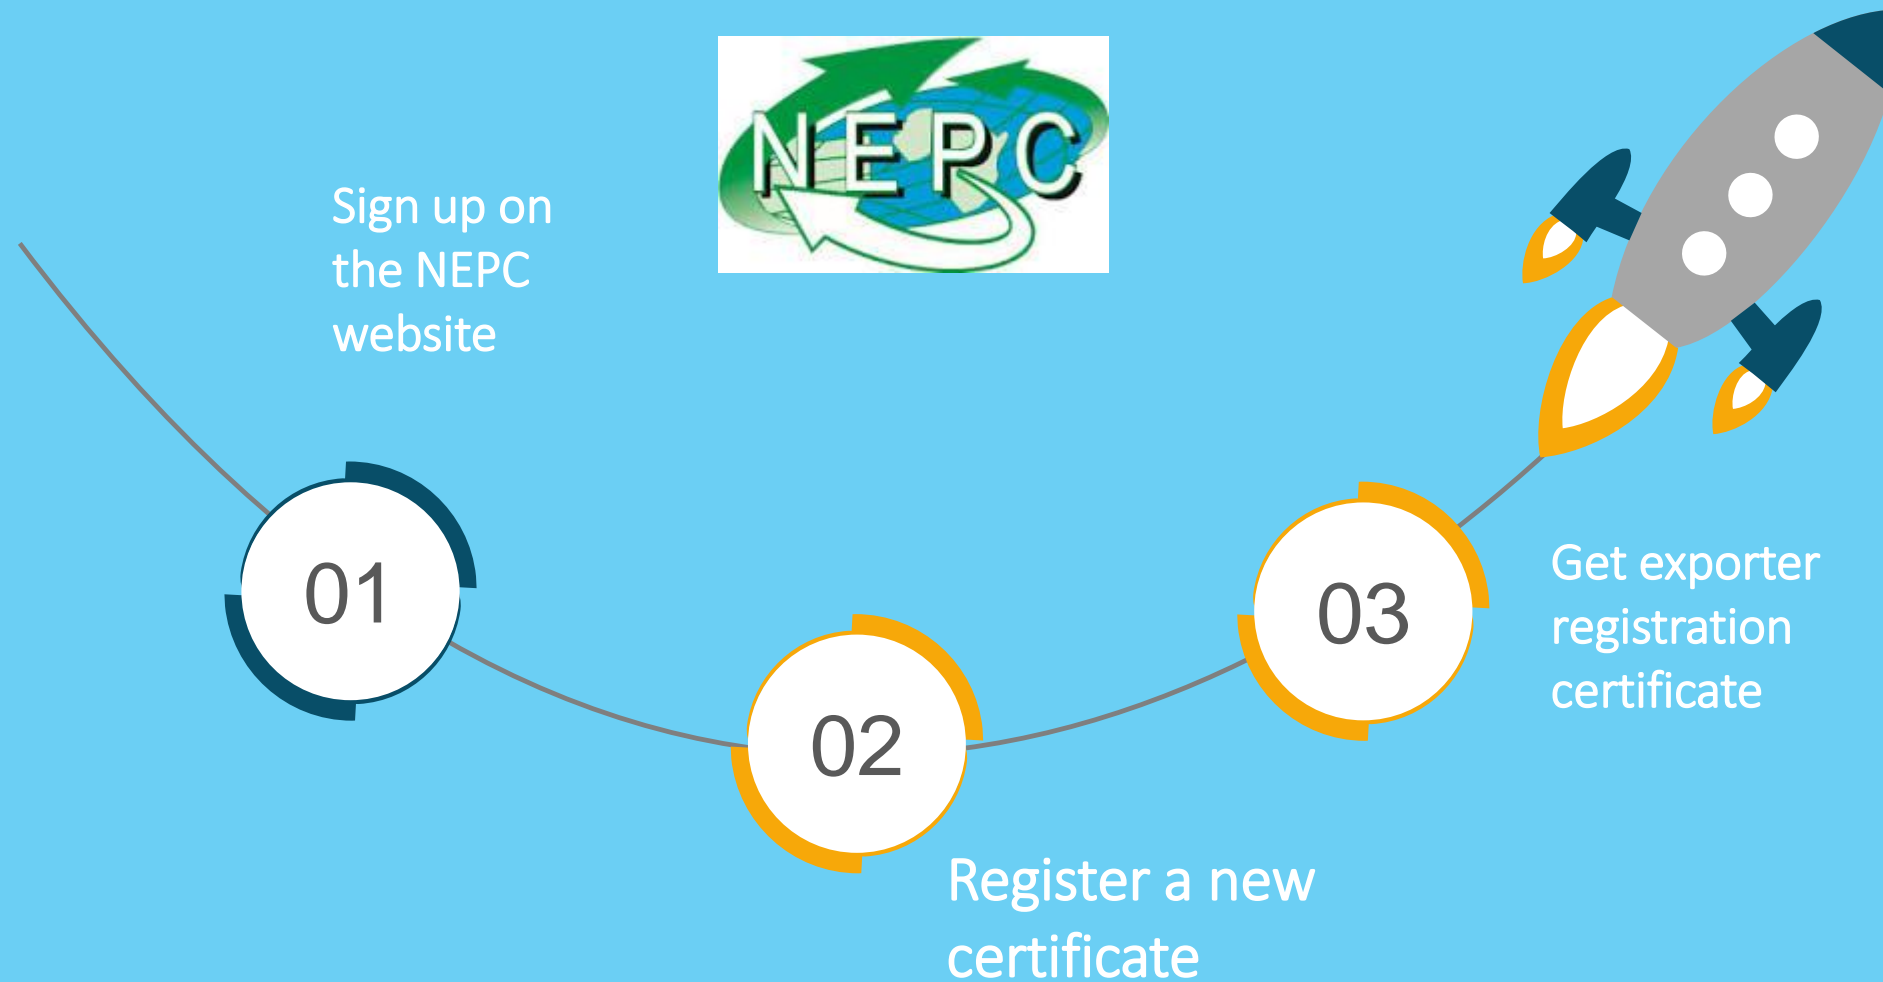 NEPC
Sign up on
the NEPC
website
01
02
Register a new
certificate
03
Get exporter
registration
certificate